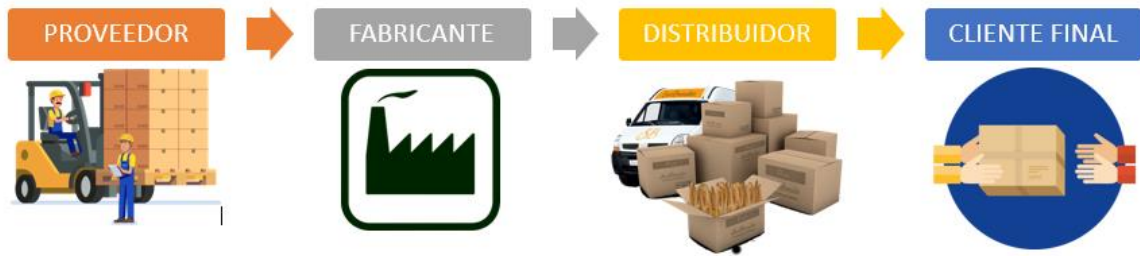 PROVEEDOR
FABRICANTE
DISTRIBUIDOR
CLIENTE FINAL